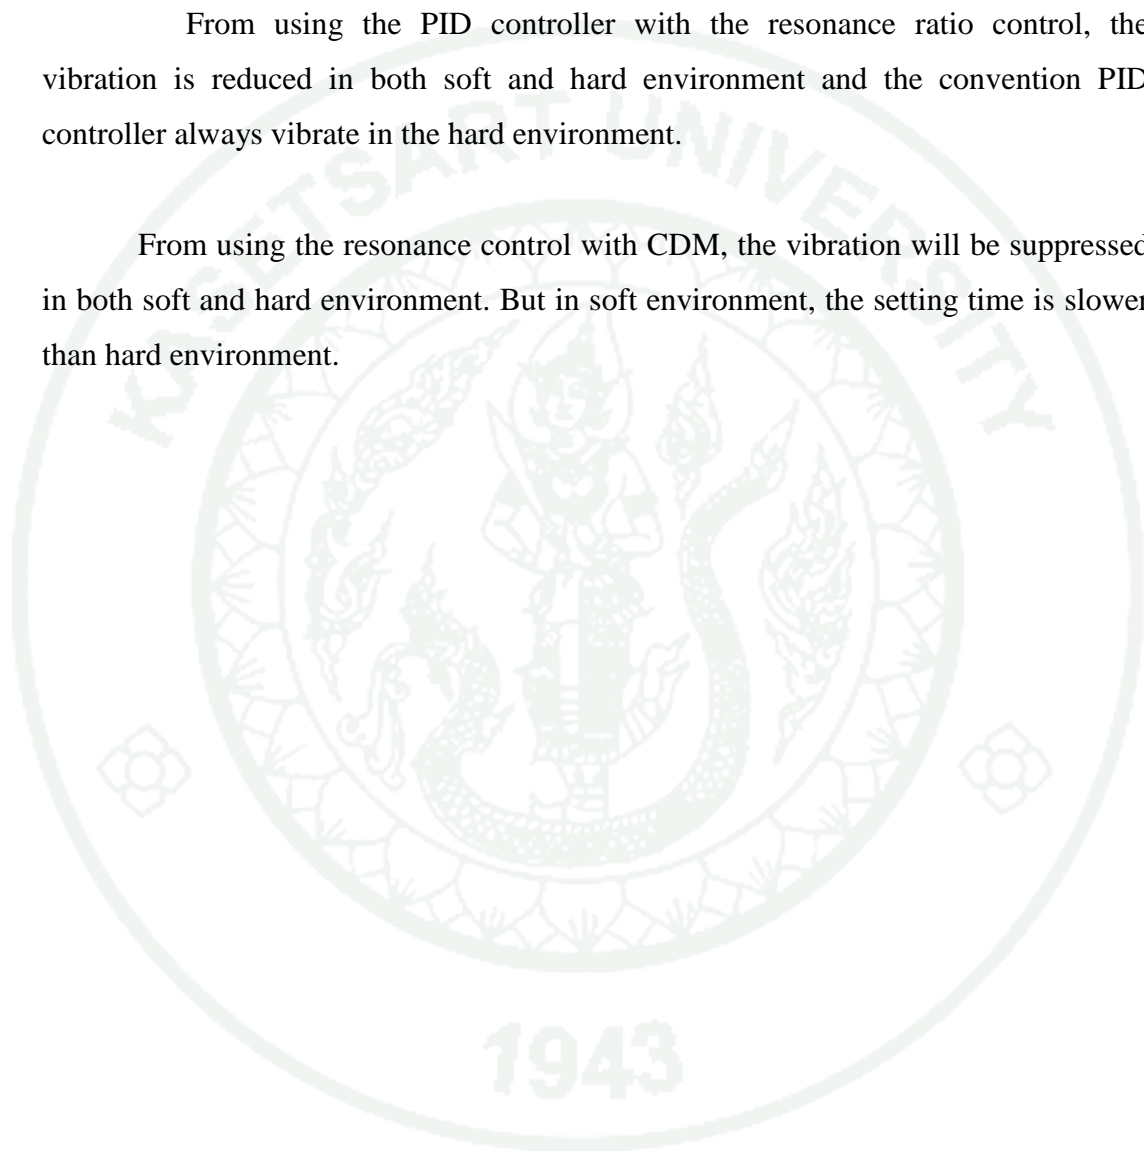 From using the PID controller with the resonance ratio control, the
vibration is reduced in both soft and hard environment and the convention PID
controller always vibrate in the hard environment.
From using the resonance control with CDM, the vibration will be suppressed
in both soft and hard environment. But in soft environment, the setting time is slower
than hard environment.
KASETSART UNIVERSITY
1943